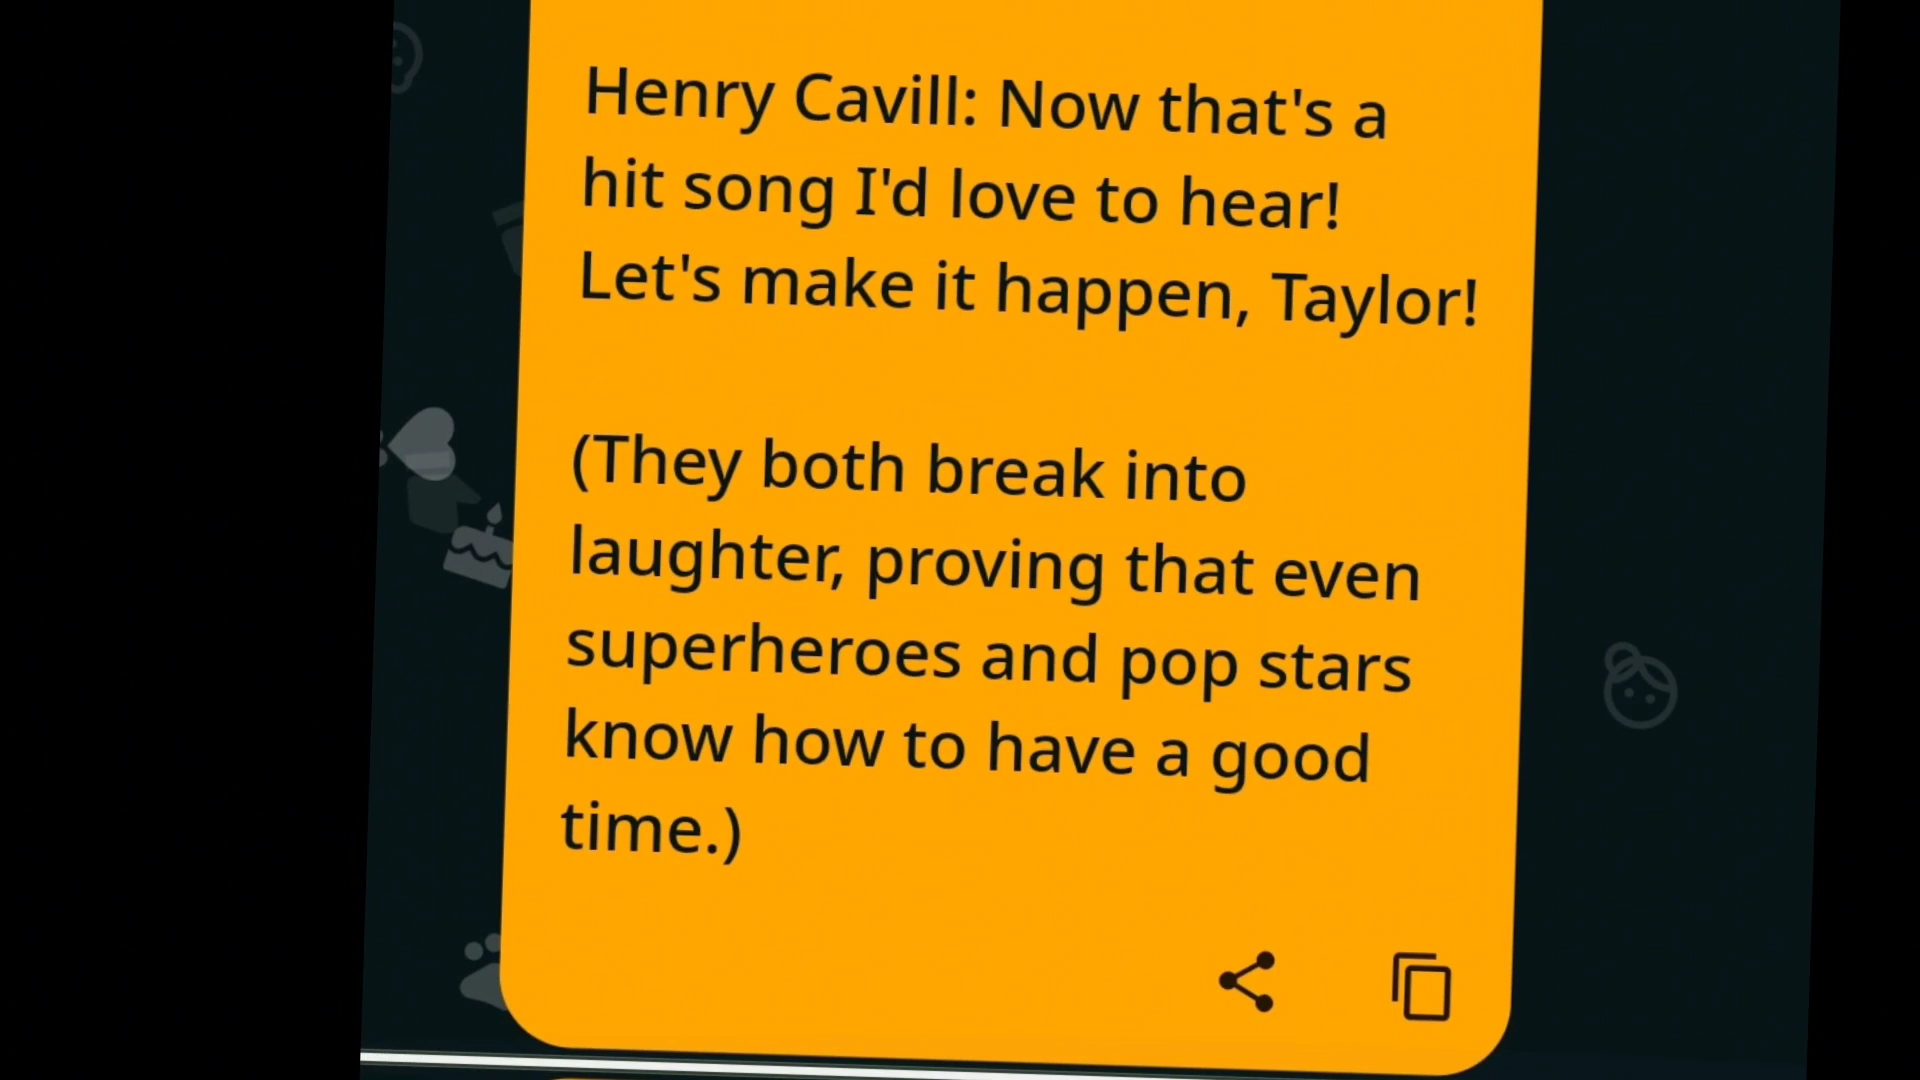 Henry Cavill: Now that's a
hit song I'd love to hear!
Let's make it happen, Taylor!
(They both break into
laughter, proving that even
superheroes and pop stars
know how to have a good
time.)